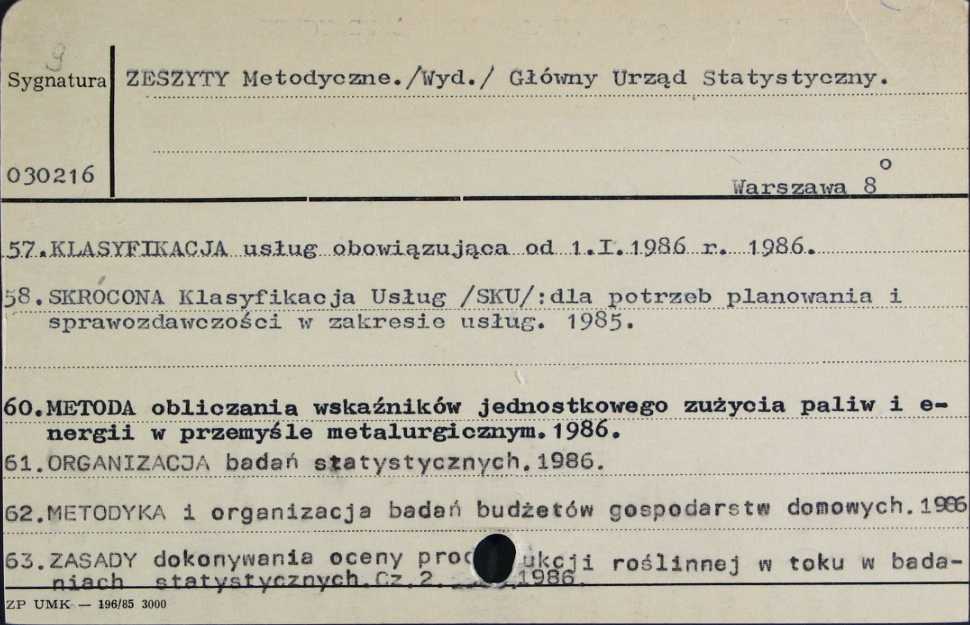 9
Sygnatura
ZESZYTY Metodyczne./Wyd./ Główny Urząd Statystyczny.
030216
Warszawa 8°
57.KLASYFIKACJA usług obowiązująca od 1.I.1986 r. 1986.
58.SKRÓCONA Klasyfikacja Usług /SKU/:dla potrzeb planowania i
sprawozdawczości w zakresie usług. 1985.
60.METODA obliczania wskaźników jednostkowego zużycia paliw i e-
nergii w przemyśle metalurgicznym.1986.
61.ORGANIZACJA badań statystycznych.1986.
62.METODYKA i organizacja badań budżetów gospodarstw domowych.1986
63.ZASADY dokonywania oceny produkcji roślinnej w toku w bada-
niach statystycznych.Cz.2. 1986.
ZP UMK — 196/85 3000